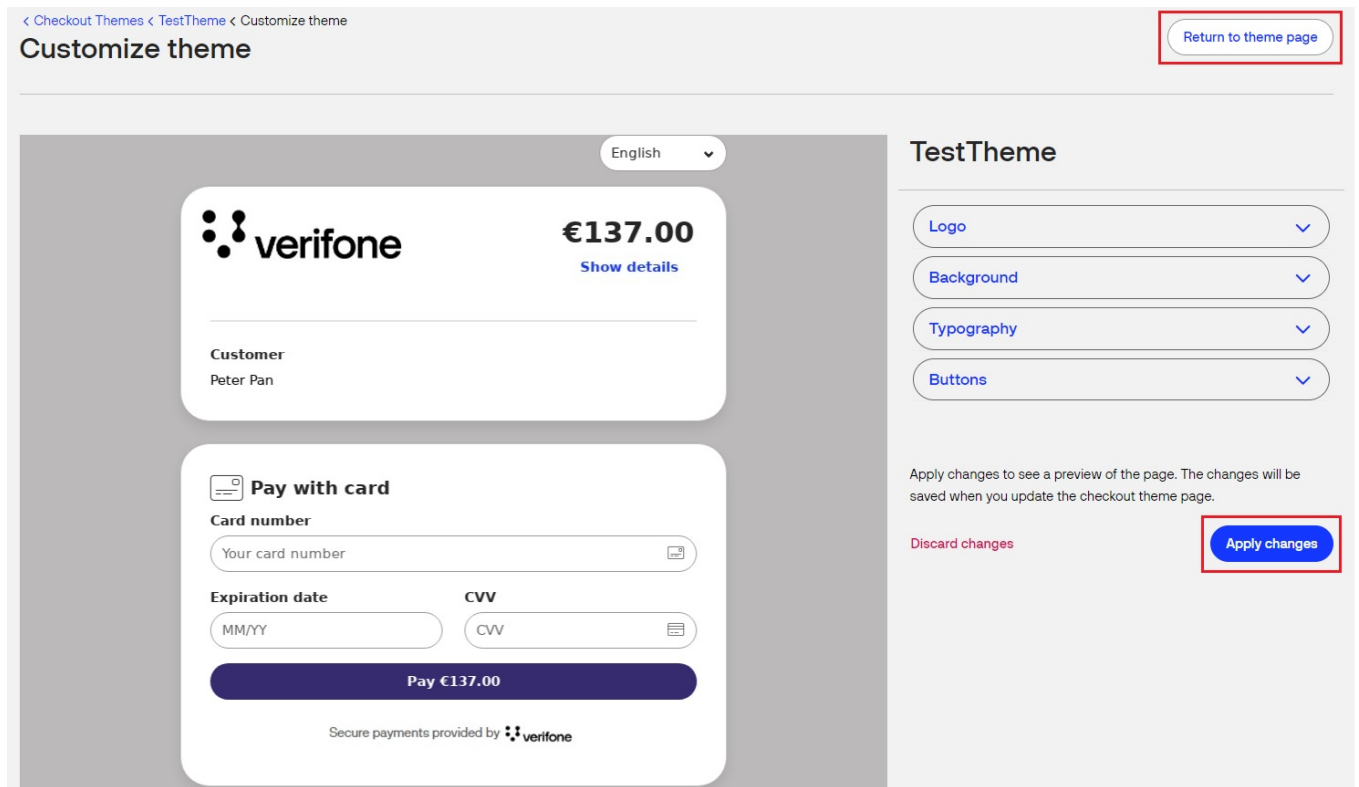 < Checkout Themes < TestTheme < Customize theme
Customize theme
Return to theme page
English
verifone
€137.00
Show details
Customer
Peter Pan
Pay with card
Card number
Your card number
Expiration date CVV
MM/YY CVV
Pay €137.00
Secure payments provided by verifone
TestTheme
Logo
Background
Typography
Buttons
Apply changes to see a preview of the page. The changes will be
saved when you update the checkout theme page.
Discard changes
Apply changes